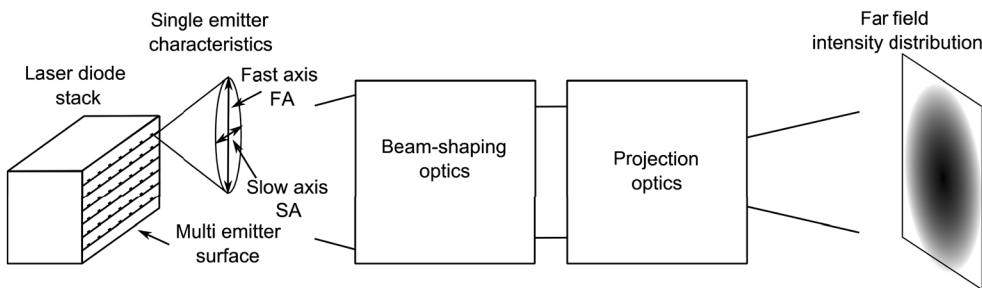 Single emitter
characteristics
Laser diode
stack
Fast axis
FA
Slow axis
SA
Multi emitter
surface
Beam-shaping
optics
Projection
optics
Far field
intensity distribution